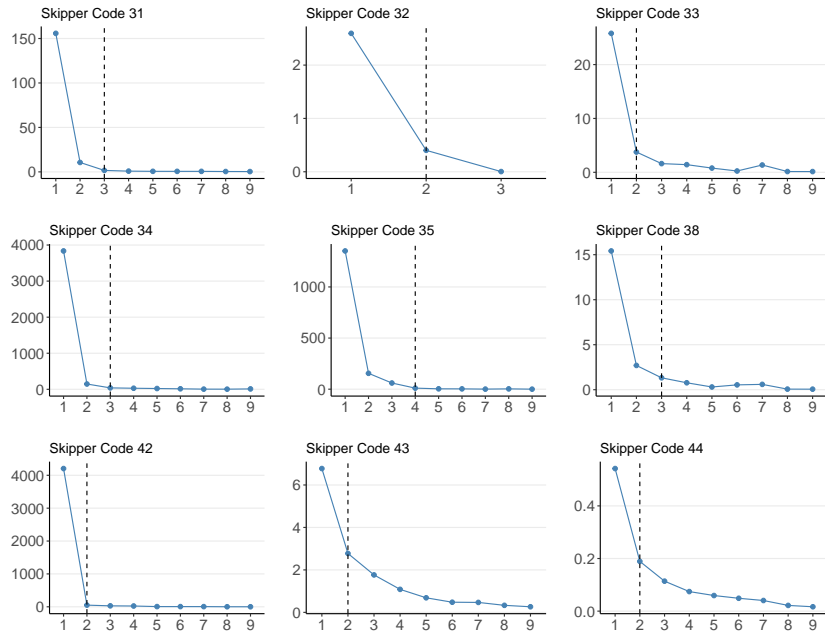 Skipper Code 31
150
100
50
0
1 2 3 4 5 6 7 8 9
Skipper Code 32
2
1
0
1 2 3
Skipper Code 33
20
10
0
1 2 3 4 5 6 7 8 9
Skipper Code 34
4000
3000
2000
1000
0
1 2 3 4 5 6 7 8 9
Skipper Code 35
1000
500
0
1 2 3 4 5 6 7 8 9
Skipper Code 38
15
10
5
0
1 2 3 4 5 6 7 8 9
Skipper Code 42
4000
3000
2000
1000
0
1 2 3 4 5 6 7 8 9
Skipper Code 43
6
4
2
0
1 2 3 4 5 6 7 8 9
Skipper Code 44
0.4
0.2
0.0
1 2 3 4 5 6 7 8 9